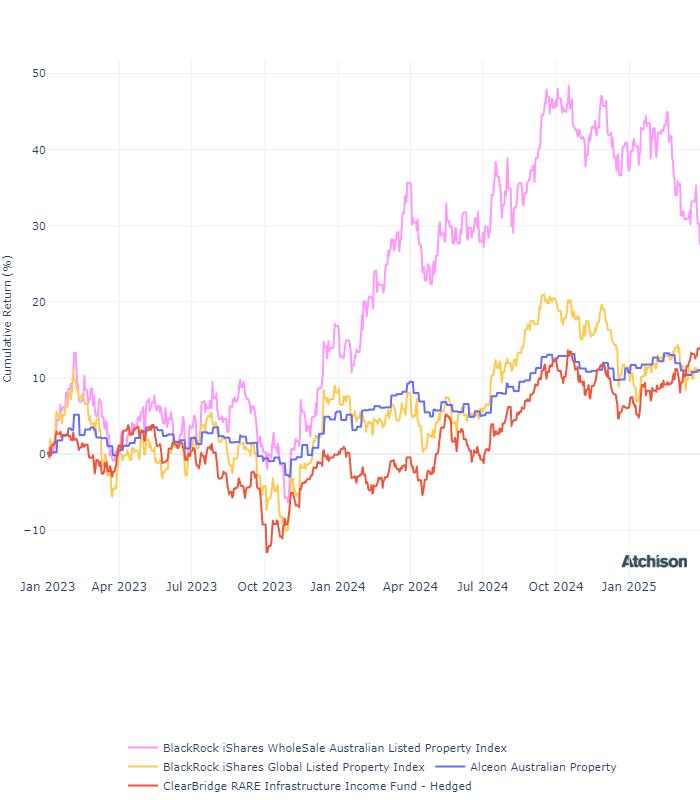 50
40
30
20
10
0
−10
Cumulative Return (%)
Atchison
Jan 2023 Apr 2023 Jul 2023 Oct 2023 Jan 2024 Apr 2024 Jul 2024 Oct 2024 Jan 2025
BlackRock iShares WholeSale Australian Listed Property Index
BlackRock iShares Global Listed Property Index Alceon Australian Property
ClearBridge RARE Infrastructure Income Fund - Hedged